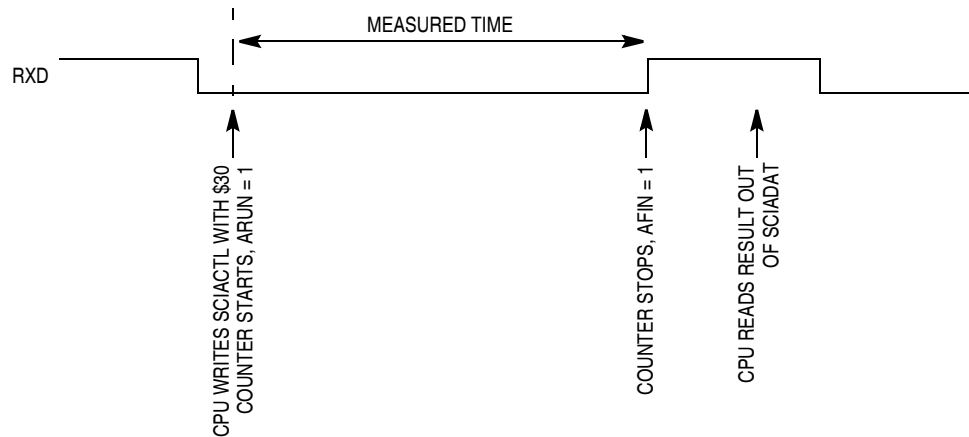 MEASURED TIME
RXD
CPU WRITES SCIACTL WITH $30
COUNTER STARTS, ARUN = 1
COUNTER STOPS, AFIN = 1
CPU READS RESULT OUT
OF SCIADAT